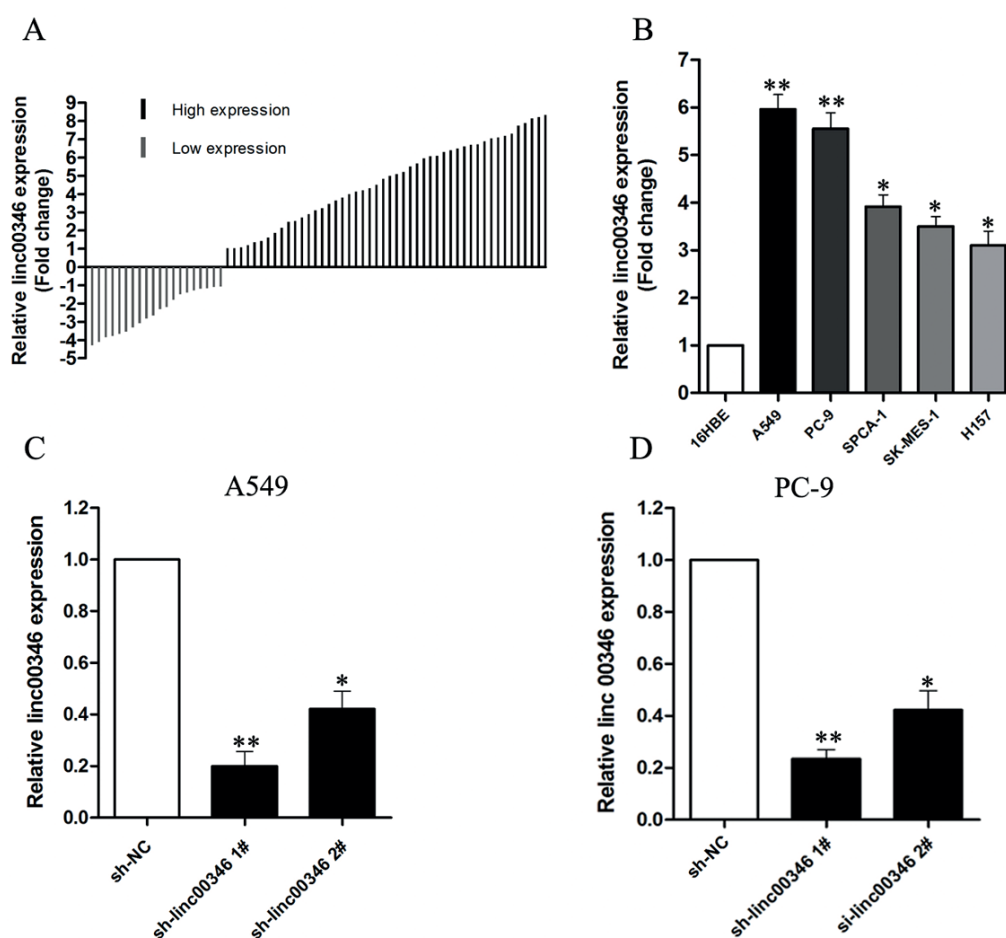 A
Relative linc00346 expression
(Fold change)
9
8
7
6
5
4
3
2
1
0
-1
-2
-3
-4
-5
High expression
Low expression
B
Relative linc00346 expression
(Fold change)
7
6
5
4
3
2
1
0
**
**
*
*
*
16HBE
A549
PC-9
SPCA-1
SK-MES-1
H157
C
A549
Relative linc00346 expression
1.2
1.0
0.8
0.6
0.4
0.2
0.0
**
*
sh-NC
sh-linc00346 1#
sh-linc00346 2#
D
PC-9
Relative linc 00346 expression
1.2
1.0
0.8
0.6
0.4
0.2
0.0
**
*
sh-NC
sh-linc00346 1#
si-linc00346 2#